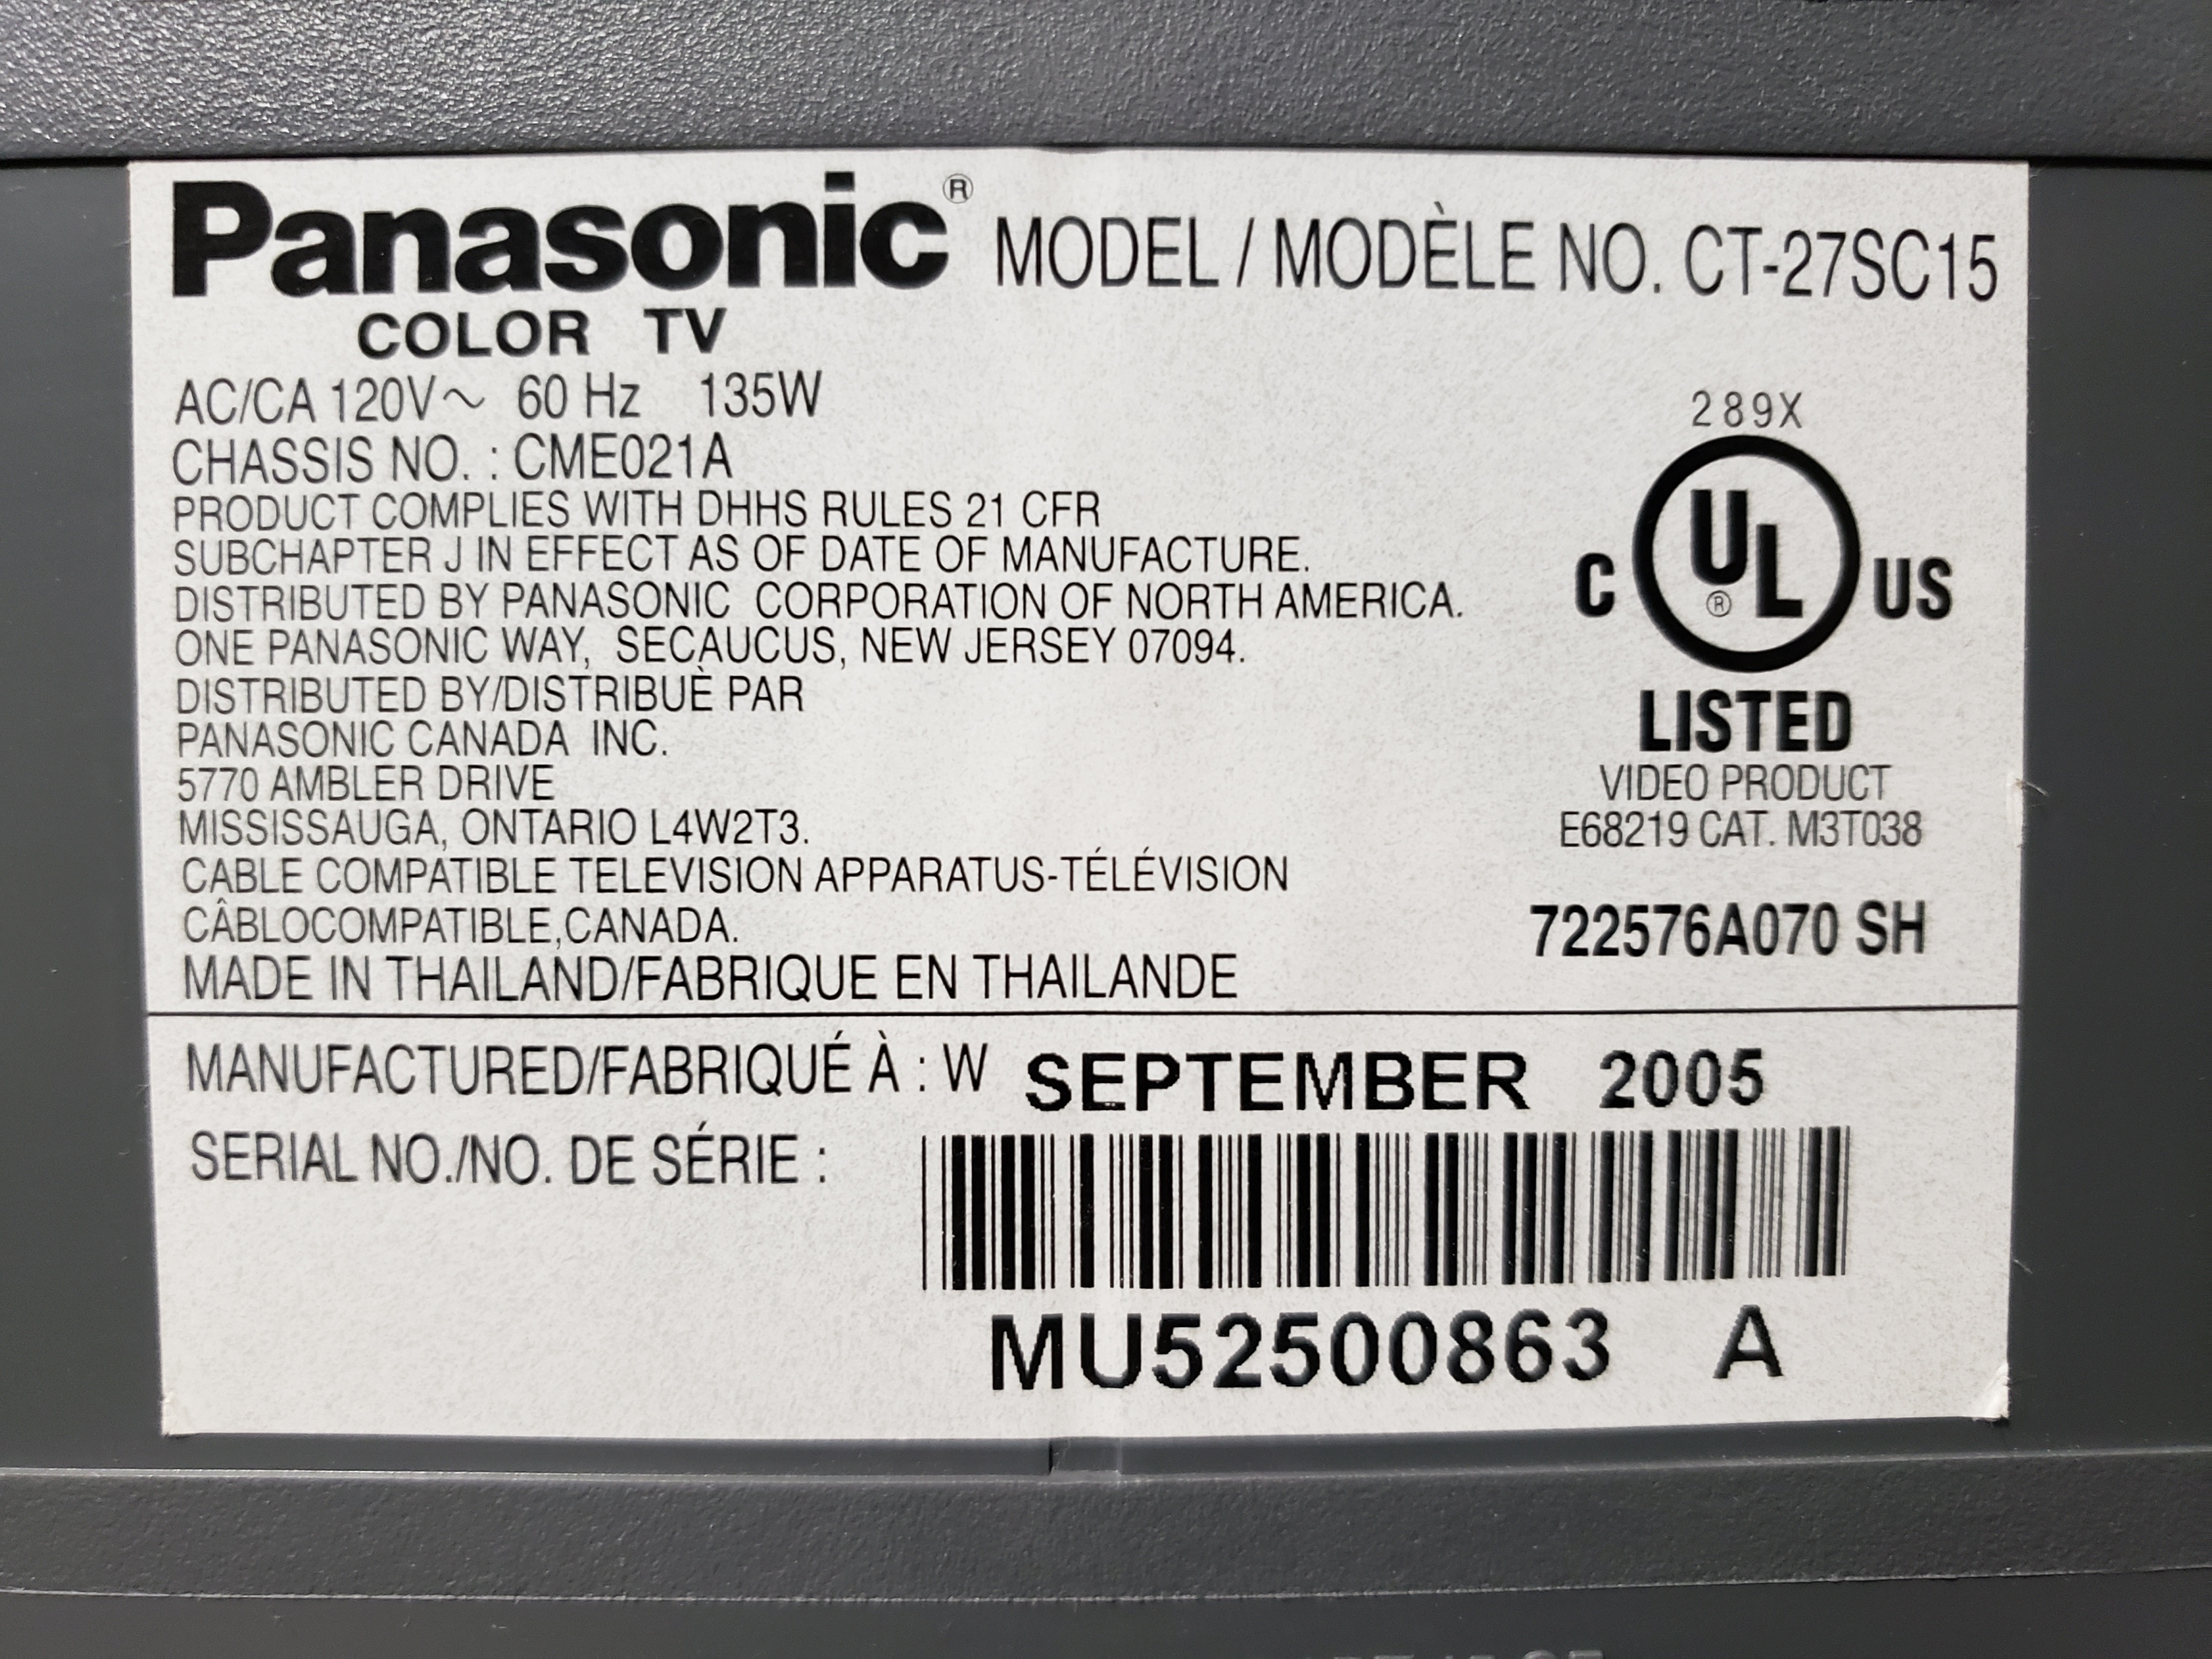 Panasonic® MODEL / MODÈLE NO. CT-27SC15
COLOR TV
AC/CA 120V~ 60 Hz 135W
CHASSIS NO. : CME021A
PRODUCT COMPLIES WITH DHHS RULES 21 CFR
SUBCHAPTER J IN EFFECT AS OF DATE OF MANUFACTURE.
DISTRIBUTED BY PANASONIC CORPORATION OF NORTH AMERICA.
ONE PANASONIC WAY, SECAUCUS, NEW JERSEY 07094.
DISTRIBUTED BY/DISTRIBUÈ PAR
PANASONIC CANADA INC.
5770 AMBLER DRIVE
MISSISSAUGA, ONTARIO L4W2T3.
CABLE COMPATIBLE TELEVISION APPARATUS-TÉLÉVISION
CÂBLOCOMPATIBLE,CANADA.
MADE IN THAILAND/FABRIQUE EN THAILANDE
289X
C UL® US
LISTED
VIDEO PRODUCT
E68219 CAT. M3T038
722576A070 SH
MANUFACTURED/FABRIQUÉ À : W SEPTEMBER 2005
SERIAL NO./NO. DE SÉRIE :
MU52500863 A